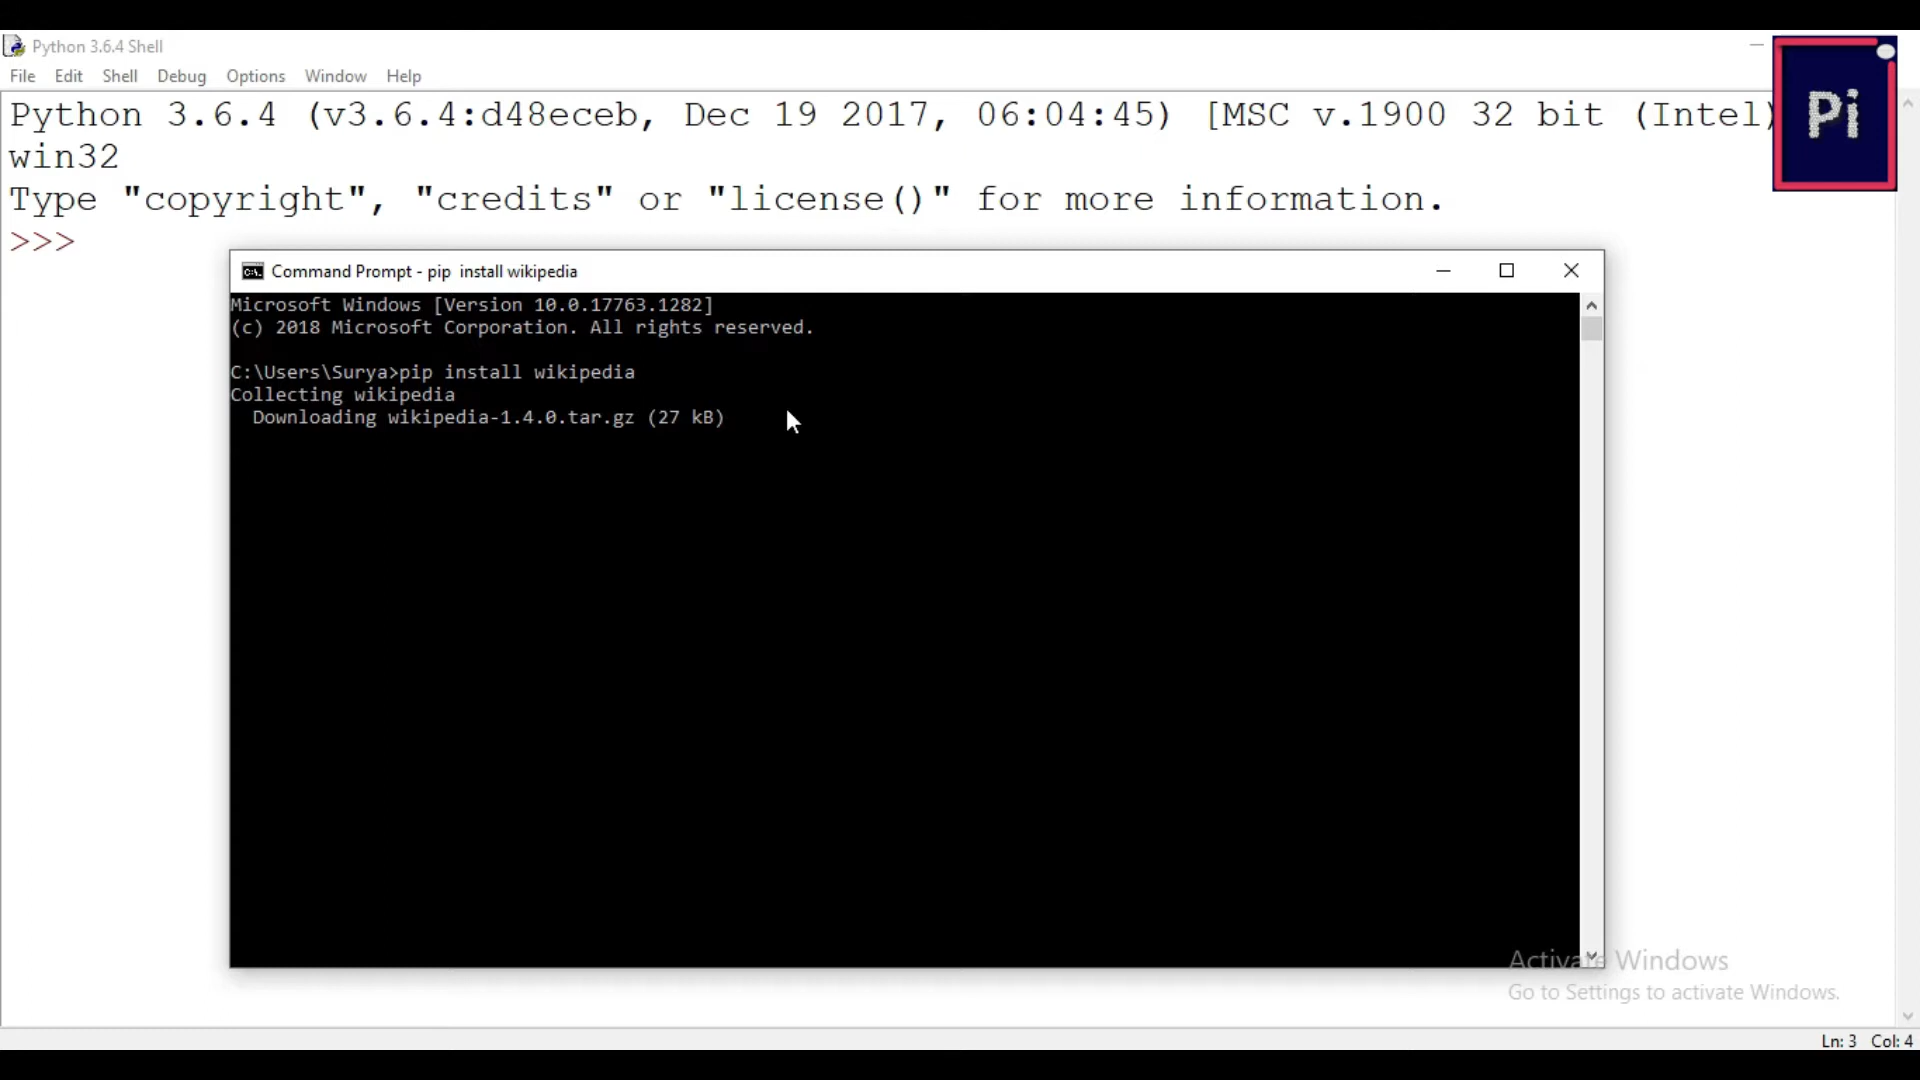 Python 3.6.4 Shell
File Edit Shell Debug Options Window Help
Python 3.6.4 (v3.6.4:d48eceb, Dec 19 2017, 06:04:45) [MSC v.1900 32 bit (Intel)
win32
Type "copyright", "credits" or "license()" for more information.
>>>
Pi
Command Prompt - pip  install wikipedia
Microsoft Windows [Version 10.0.17763.1282]
(c) 2018 Microsoft Corporation. All rights reserved.
C:\Users\Surya>pip install wikipedia
Collecting wikipedia
  Downloading wikipedia-1.4.0.tar.gz (27 kB)
Activate Windows
Go to Settings to activate Windows.
Ln: 3 Col: 4